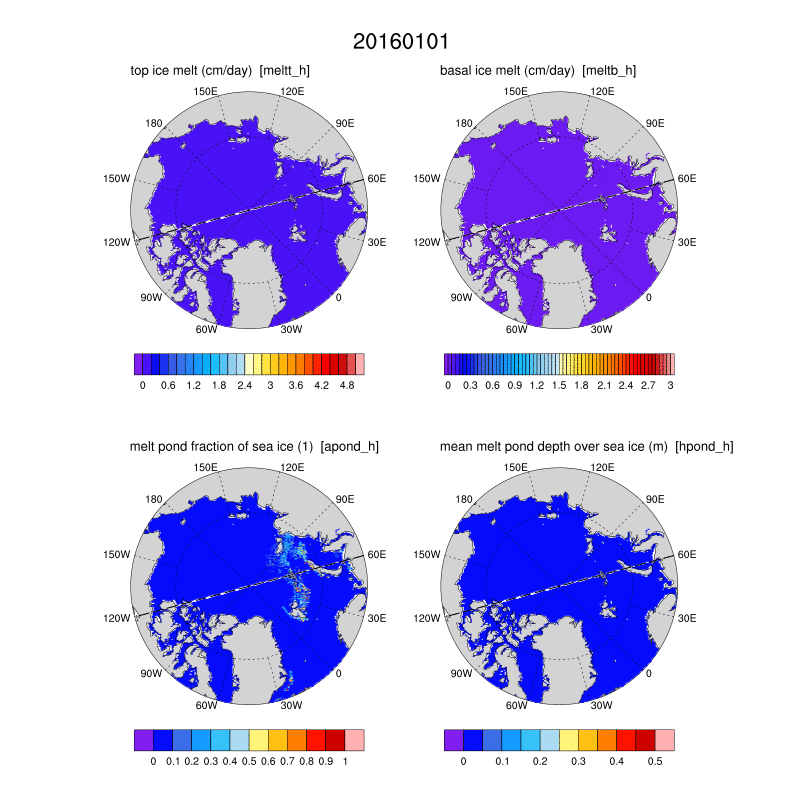 20160101
top ice melt (cm/day) [meltt_h]
basal ice melt (cm/day) [meltb_h]
150E 120E
180 90E
150W 60E
120W 30E
90W 0
60W 30W
150E 120E
180 90E
150W 60E
120W 30E
90W 0
60W 30W
0 0.6 1.2 1.8 2.4 3 3.6 4.2 4.8
0 0.3 0.6 0.9 1.2 1.5 1.8 2.1 2.4 2.7 3
melt pond fraction of sea ice (1) [apond_h]
mean melt pond depth over sea ice (m) [hpond_h]
150E 120E
180 90E
150W 60E
120W 30E
90W 0
60W 30W
150E 120E
180 90E
150W 60E
120W 30E
90W 0
60W 30W
0 0.1 0.2 0.3 0.4 0.5 0.6 0.7 0.8 0.9 1
0 0.1 0.2 0.3 0.4 0.5